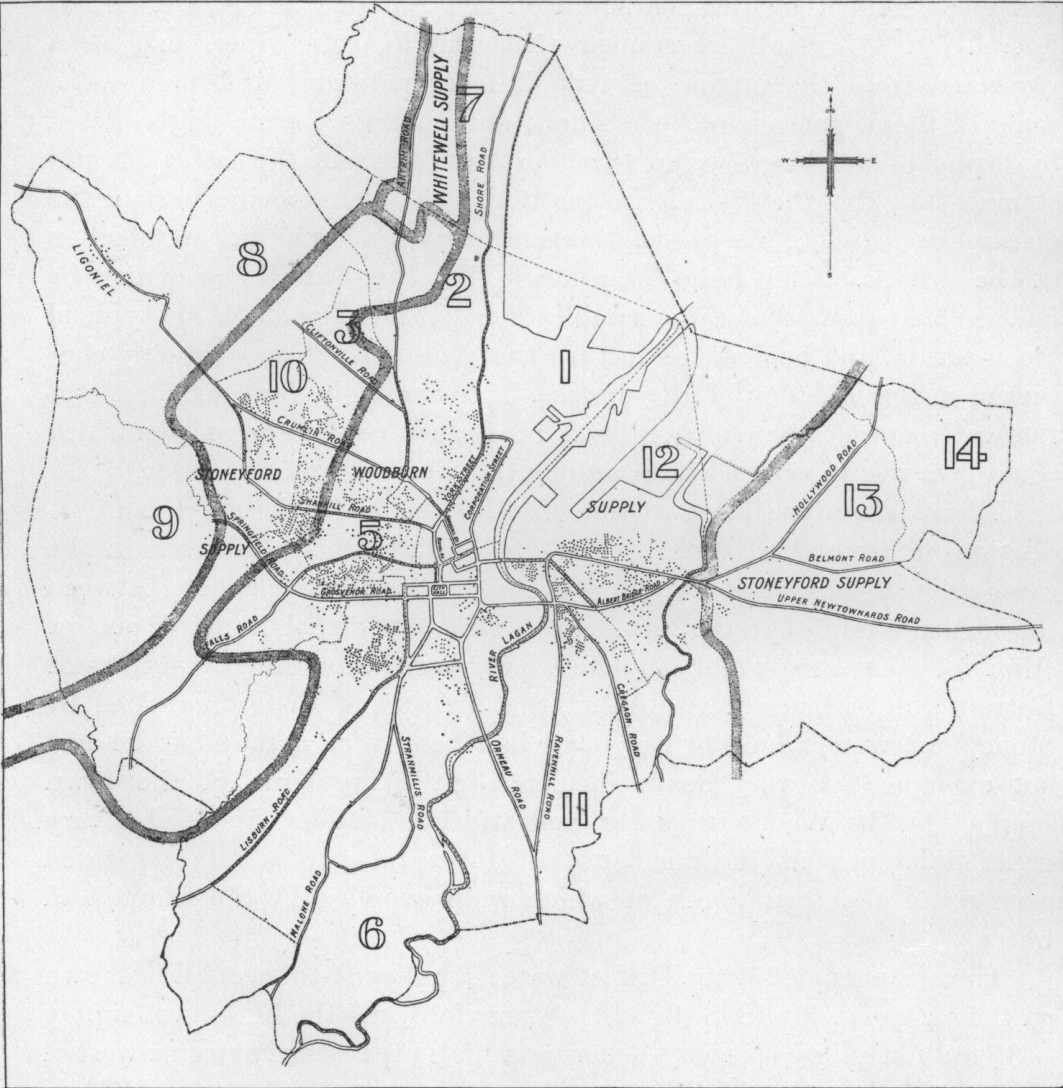 WHITEWELL SUPPLY
7
ANTRIM ROAD
SHORE ROAD
N
W
E
S
8
LIGONIEL
2
3
CLIFTONVILLE ROAD
10
1
CRUMLIN ROAD
STONEYFORD
WOODBURN
YORK STREET
CORPORATION STREET
12
SUPPLY
HOLLYWOOD ROAD
13
14
SHANKILL ROAD
9
SPRINGFIELD ROAD
SUPPLY
5
BELMONT ROAD
GROSVENOR ROAD
CITY HALL
ALBERT BRIDGE ROAD
STONEYFORD SUPPLY
UPPER NEWTOWNARDS ROAD
FALLS ROAD
RIVER LAGAN
CREGAGH ROAD
STRANMILLIS ROAD
ORMEAU ROAD
RAVENHILL ROAD
LISBURN ROAD
11
MALONE ROAD
6